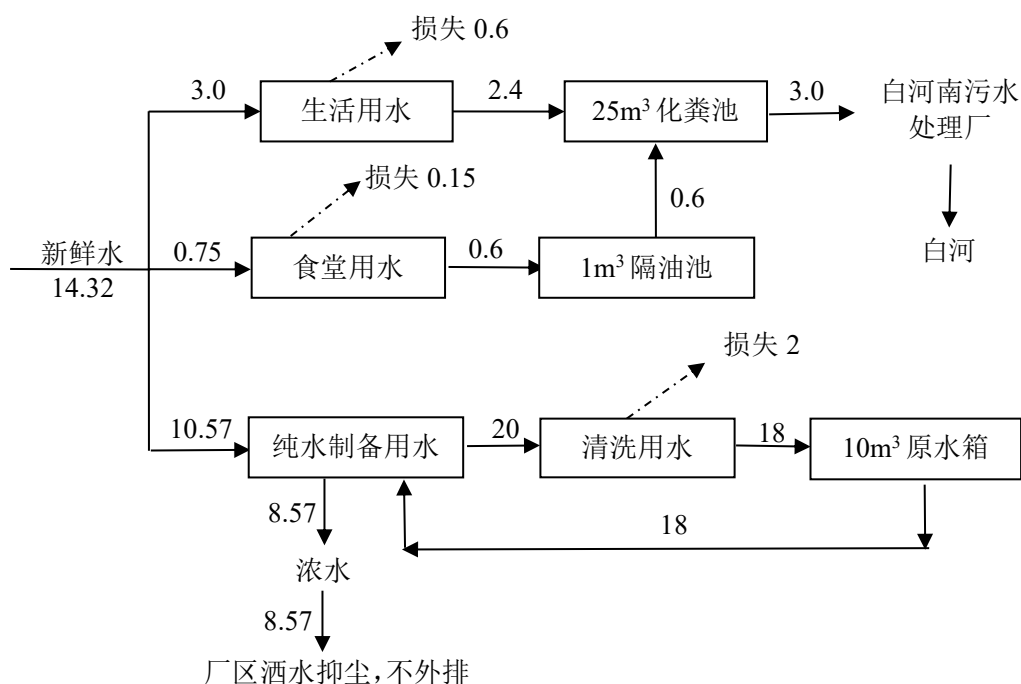 损失 0.6
3.0
生活用水
2.4
25m³ 化粪池
3.0
白河南污水
处理厂
损失 0.15
0.6
新鲜水
14.32
0.75
食堂用水
0.6
1m³ 隔油池
白河
损失 2
10.57
纯水制备用水
20
清洗用水
18
10m³ 原水箱
8.57
18
浓水
8.57
厂区洒水抑尘,不外排